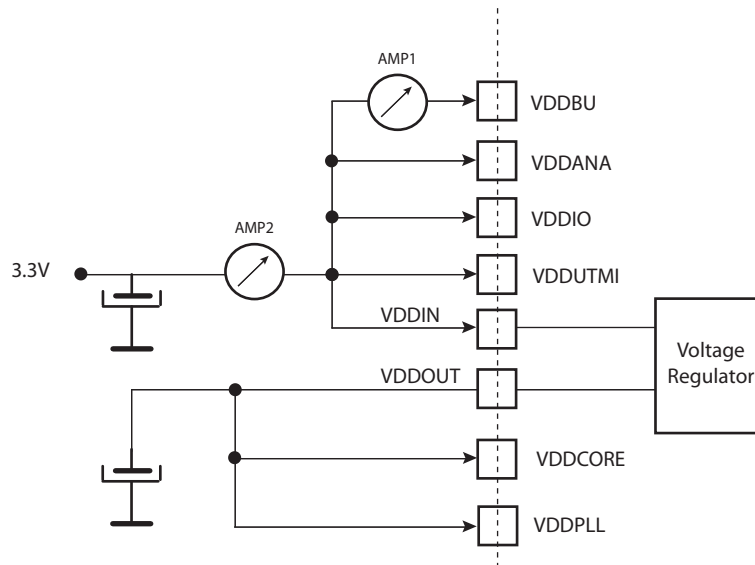 AMP1
VDDBU
VDDANA
VDDIO
AMP2
3.3V
VDDUTMI
VDDIN
Voltage
Regulator
VDDOUT
VDDCORE
VDDPLL